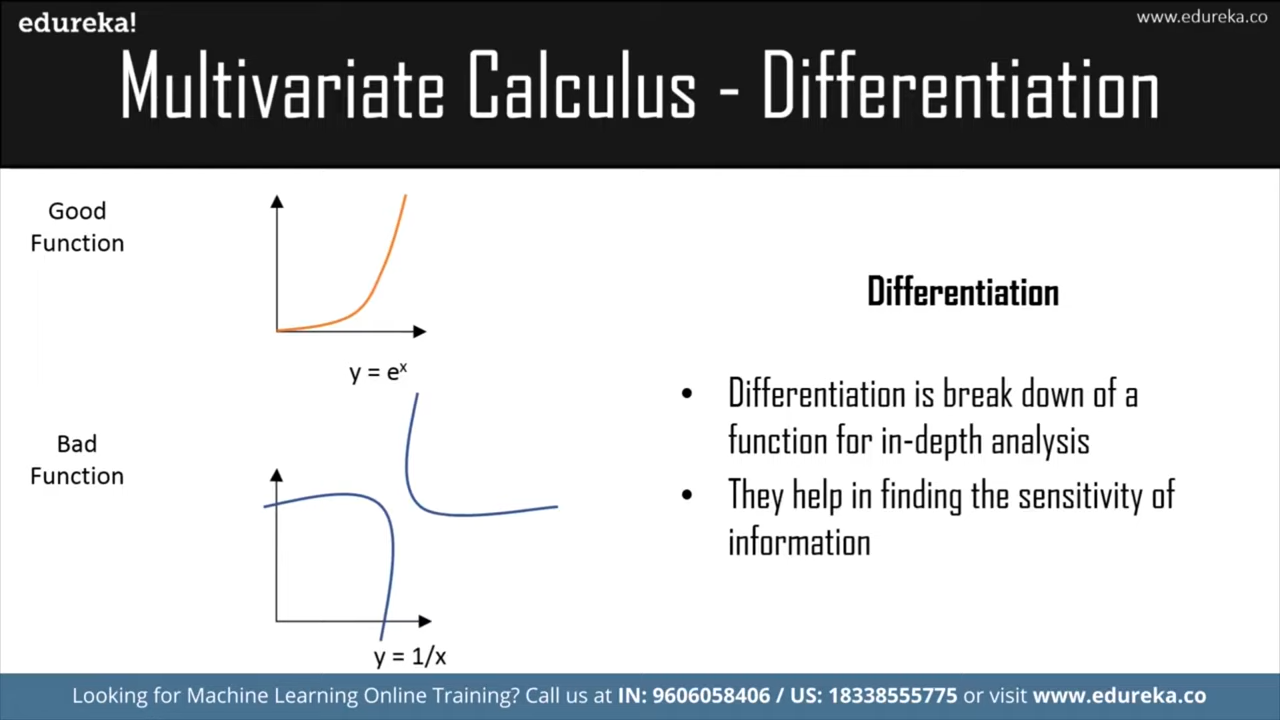 edureka!
www.edureka.co
Multivariate Calculus - Differentiation
Good
Function
y = eˣ
Bad
Function
y = 1/x
Differentiation
• Differentiation is break down of a
function for in-depth analysis
• They help in finding the sensitivity of
information
Looking for Machine Learning Online Training? Call us at IN: 9606058406 / US: 18338555775 or visit www.edureka.co